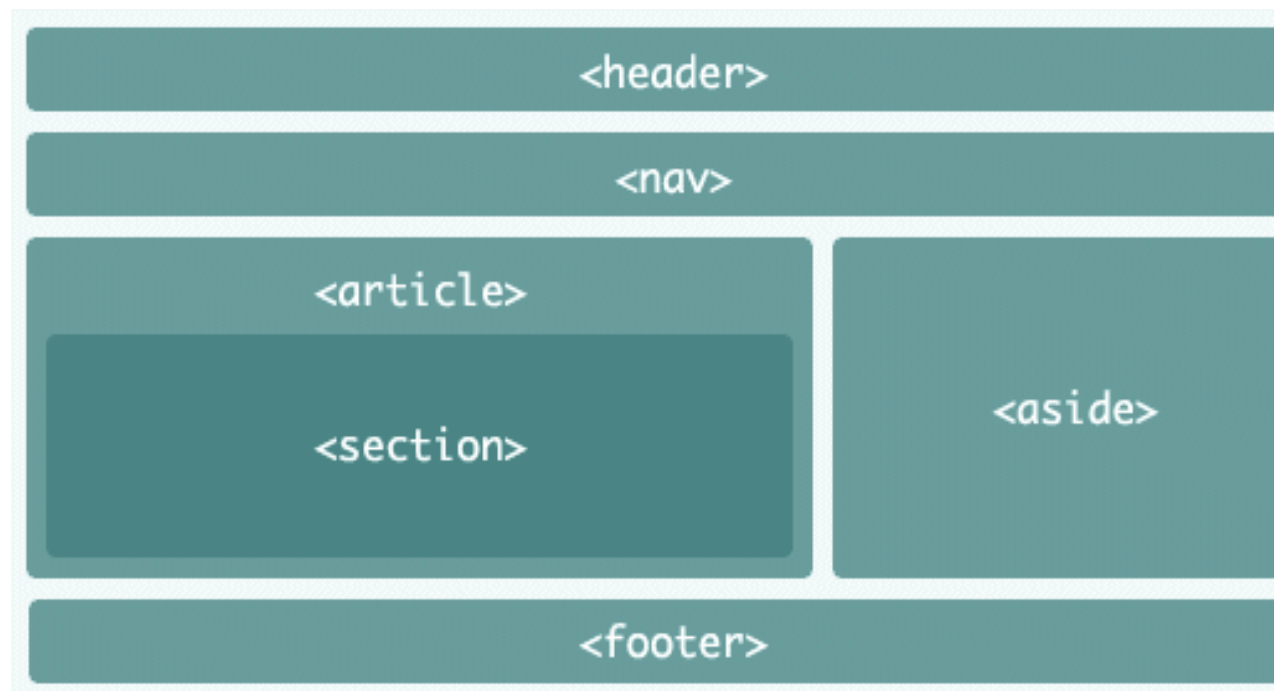 <header>
<nav>
<article>
<section>
<aside>
<footer>